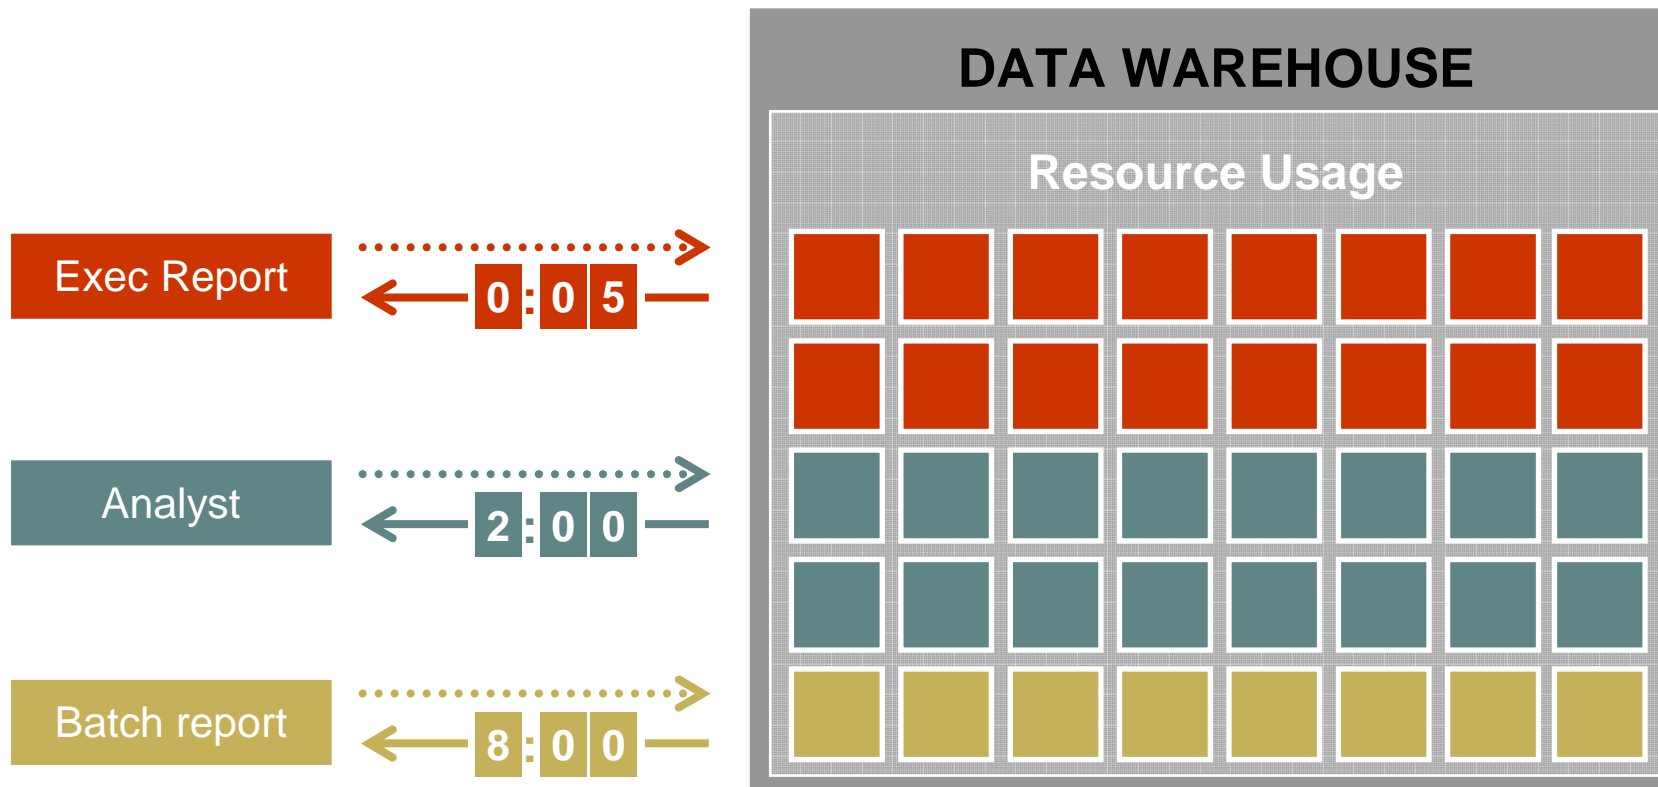 DATA WAREHOUSE
Resource Usage
Exec Report
0:05
Analyst
2:00
Batch report
8:00